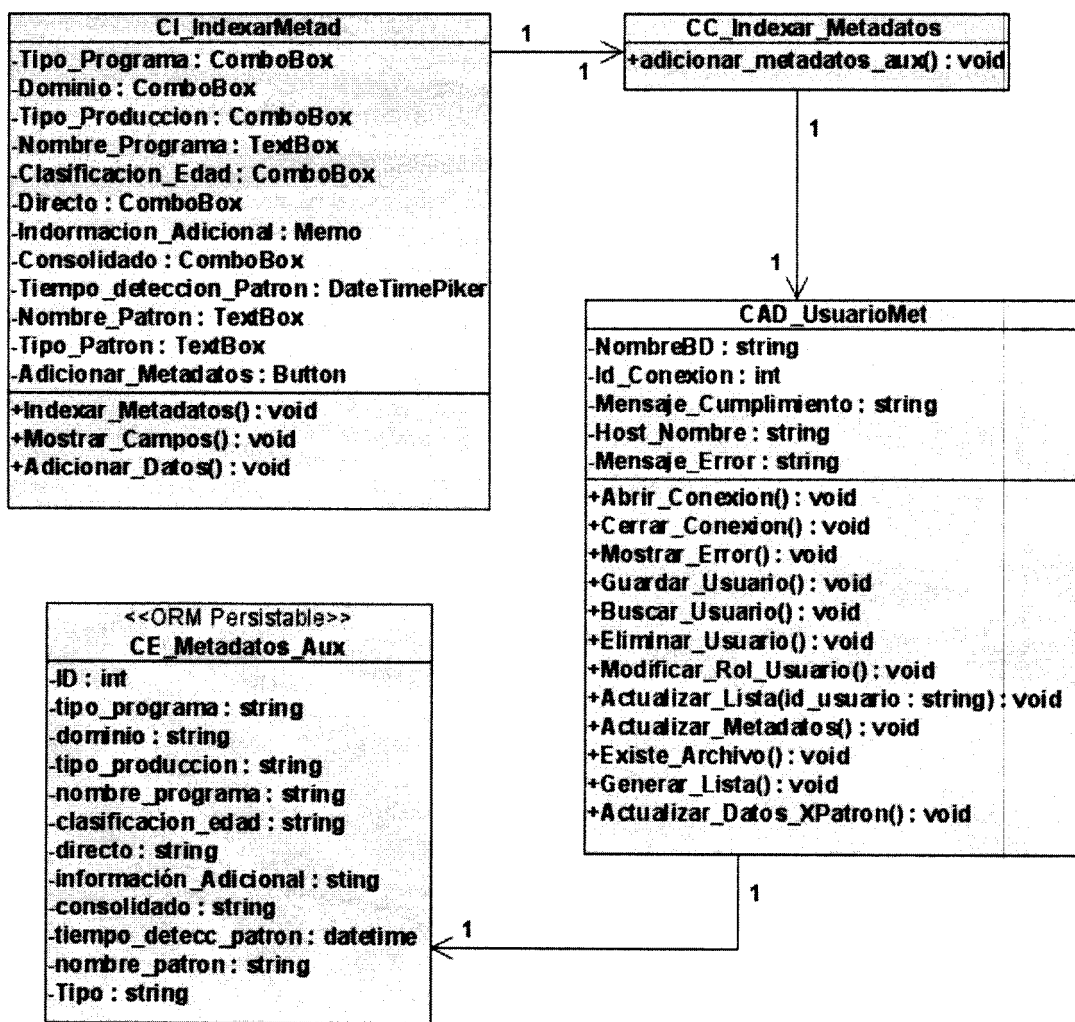 CI_IndexarMetad
-Tipo_Programa : ComboBox
-Dominio : ComboBox
-Tipo_Produccion : ComboBox
-Nombre_Programa : TextBox
-Clasificacion_Edad : ComboBox
-Directo : ComboBox
-Indormacion_Adicional : Memo
-Consolidado : ComboBox
-Tiempo_deteccion_Patron : DateTimePiker
-Nombre_Patron : TextBox
-Tipo_Patron : TextBox
-Adicionar_Metadatos : Button
+Indexar_Metadatos() : void
+Mostrar_Campos() : void
+Adicionar_Datos() : void
1
1
CC_Indexar_Metadatos
+adicionar_metadatos_aux() : void
1
1
CAD_UsuarioMet
-NombreBD : string
-Id_Conexion : int
-Mensaje_Cumplimiento : string
-Host_Nombre : string
-Mensaje_Error : string
+Abrir_Conexion() : void
+Cerrar_Conexion() : void
+Mostrar_Error() : void
+Guardar_Usuario() : void
+Buscar_Usuario() : void
+Eliminar_Usuario() : void
+Modificar_Rol_Usuario() : void
+Actualizar_Lista(id_usuario : string) : void
+Actualizar_Metadatos() : void
+Existe_Archivo() : void
+Generar_Lista() : void
+Actualizar_Datos_XPatron() : void
1
1
<<ORM Persistable>>
CE_Metadatos_Aux
-ID : int
-tipo_programa : string
-dominio : string
-tipo_produccion : string
-nombre_programa : string
-clasificacion_edad : string
-directo : string
-información_Adicional : sting
-consolidado : string
-tiempo_detecc_patron : datetime
-nombre_patron : string
-Tipo : string